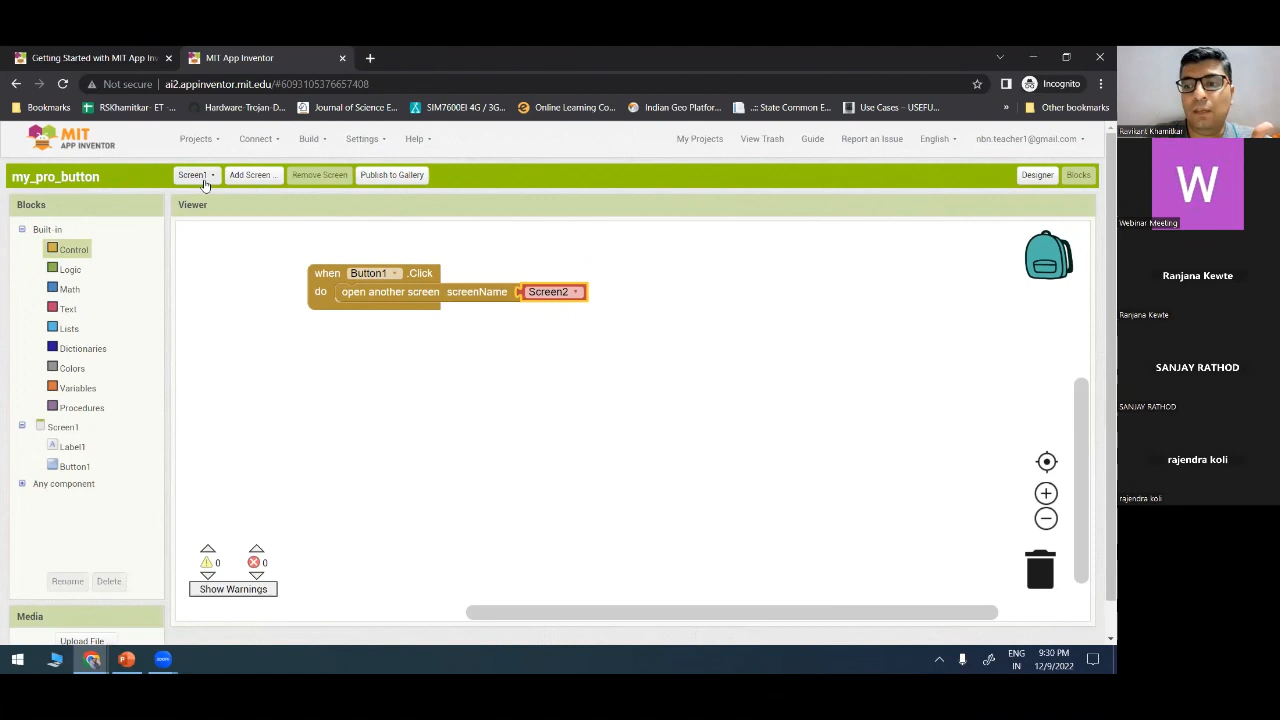 Getting Started with MIT App Inv
MIT App Inventor
Not secure
ai2.appinventor.mit.edu/#6093105376657408
Incognito
Bookmarks
RSKhamitkar- ET -...
Hardware-Trojan-D...
Journal of Science E...
SIM7600EI 4G / 3G...
Online Learning Co...
Indian Geo Platfor...
...: State Common E...
Use Cases – USEFU...
»
Other bookmarks
MIT
APP INVENTOR
Projects
Connect
Build
Settings
Help
My Projects
View Trash
Guide
Report an Issue
English
nbn.teacher1@gmail.com
my_pro_button
Screen1
Add Screen ...
Remove Screen
Publish to Gallery
Designer
Blocks
Blocks
Viewer
Built-in
Control
Logic
Math
Text
Lists
Dictionaries
Colors
Variables
Procedures
Screen1
A Label1
Button1
Any component
Rename
Delete
Media
Upload File ...
when Button1 .Click
do open another screen screenName Screen2
0
0
Show Warnings
ENG
IN
9:30 PM
12/9/2022
Ravikant Khamitkar
W
Webinar Meeting
Ranjana Kewte
Ranjana Kewte
SANJAY RATHOD
SANJAY RATHOD
rajendra koli
rajendra koli